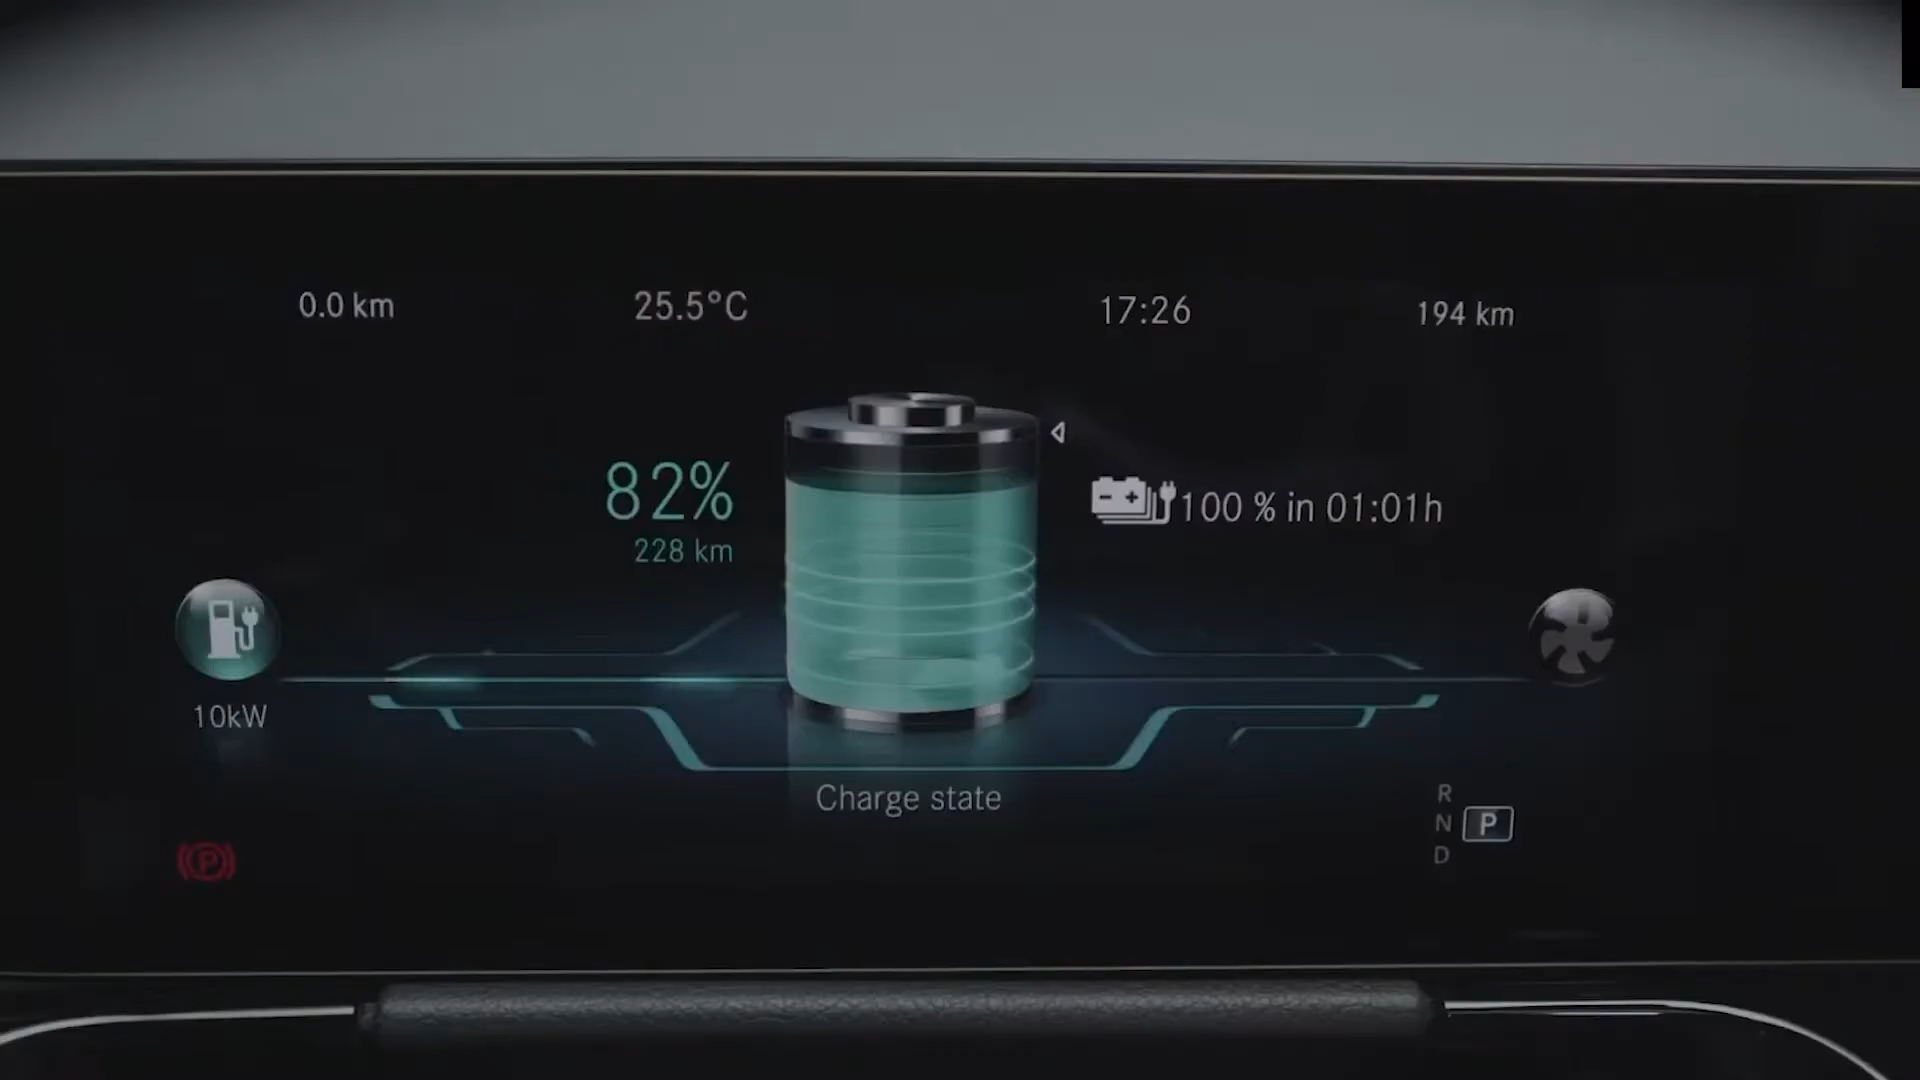 0.0 km
25.5°C
17:26
194 km
82%
228 km
100 % in 01:01h
10kW
Charge state
R
N
P
D
P